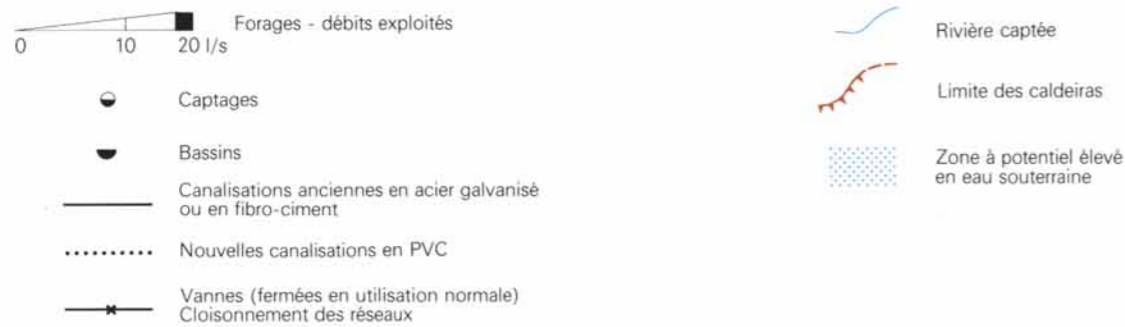 Forages - débits exploités
0 10 20 l/s
Captages
Bassins
Canalisations anciennes en acier galvanisé
ou en fibro-ciment
Nouvelles canalisations en PVC
Vannes (fermées en utilisation normale)
Cloisonnement des réseaux
Rivière captée
Limite des caldeiras
Zone à potentiel élevé
en eau souterraine